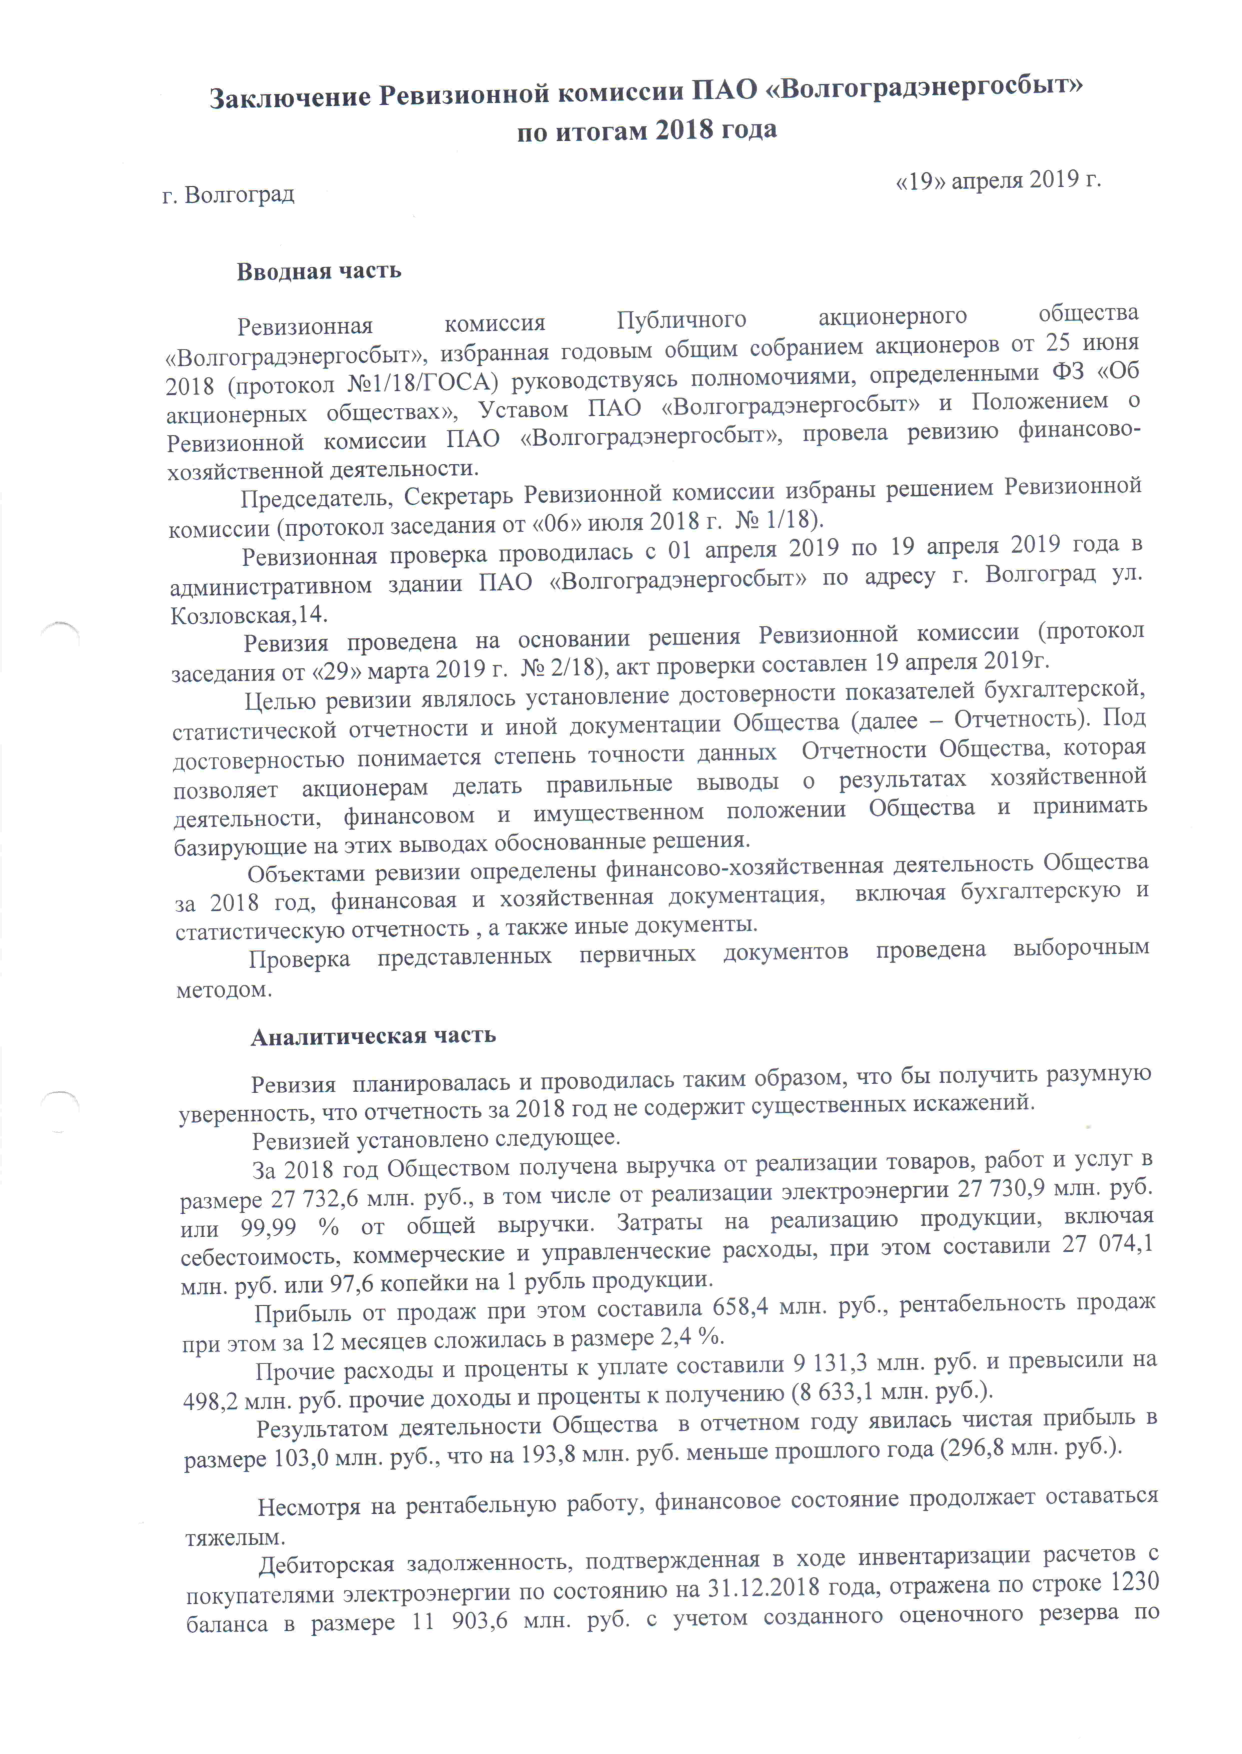 Заключение Ревизионной комиссии ПАО «Волгоградэнергосбыт»
по итогам 2018 года
г. Волгоград «19» апреля 2019 г.
Вводная часть
Ревизионная комиссия Публичного акционерного общества
«Волгоградэнергосбыт», избранная годовым общим собранием акционеров от 25 июня
2018 (протокол №1/18/ГОСА) руководствуясь полномочиями, определенными ФЗ «Об
акционерных обществах», Уставом ПАО «Волгоградэнергосбыт» и Положением о
Ревизионной комиссии ПАО «Волгоградэнергосбыт», провела ревизию финансово-
хозяйственной деятельности.
Председатель, Секретарь Ревизионной комиссии избраны решением Ревизионной
комиссии (протокол заседания от «06» июля 2018 г. № 1/18).
Ревизионная проверка проводилась с 01 апреля 2019 по 19 апреля 2019 года в
административном здании ПАО «Волгоградэнергосбыт» по адресу г. Волгоград ул.
Козловская,14.
Ревизия проведена на основании решения Ревизионной комиссии (протокол
заседания от «29» марта 2019 г. № 2/18), акт проверки составлен 19 апреля 2019г.
Целью ревизии являлось установление достоверности показателей бухгалтерской,
статистической отчетности и иной документации Общества (далее – Отчетность). Под
достоверностью понимается степень точности данных Отчетности Общества, которая
позволяет акционерам делать правильные выводы о результатах хозяйственной
деятельности, финансовом и имущественном положении Общества и принимать
базирующие на этих выводах обоснованные решения.
Объектами ревизии определены финансово-хозяйственная деятельность Общества
за 2018 год, финансовая и хозяйственная документация, включая бухгалтерскую и
статистическую отчетность , а также иные документы.
Проверка представленных первичных документов проведена выборочным
методом.
Аналитическая часть
Ревизия планировалась и проводилась таким образом, что бы получить разумную
уверенность, что отчетность за 2018 год не содержит существенных искажений.
Ревизией установлено следующее.
За 2018 год Обществом получена выручка от реализации товаров, работ и услуг в
размере 27 732,6 млн. руб., в том числе от реализации электроэнергии 27 730,9 млн. руб.
или 99,99 % от общей выручки. Затраты на реализацию продукции, включая
себестоимость, коммерческие и управленческие расходы, при этом составили 27 074,1
млн. руб. или 97,6 копейки на 1 рубль продукции.
Прибыль от продаж при этом составила 658,4 млн. руб., рентабельность продаж
при этом за 12 месяцев сложилась в размере 2,4 %.
Прочие расходы и проценты к уплате составили 9 131,3 млн. руб. и превысили на
498,2 млн. руб. прочие доходы и проценты к получению (8 633,1 млн. руб.).
Результатом деятельности Общества в отчетном году явилась чистая прибыль в
размере 103,0 млн. руб., что на 193,8 млн. руб. меньше прошлого года (296,8 млн. руб.).
Несмотря на рентабельную работу, финансовое состояние продолжает оставаться
тяжелым.
Дебиторская задолженность, подтвержденная в ходе инвентаризации расчетов с
покупателями электроэнергии по состоянию на 31.12.2018 года, отражена по строке 1230
баланса в размере 11 903,6 млн. руб. с учетом созданного оценочного резерва по